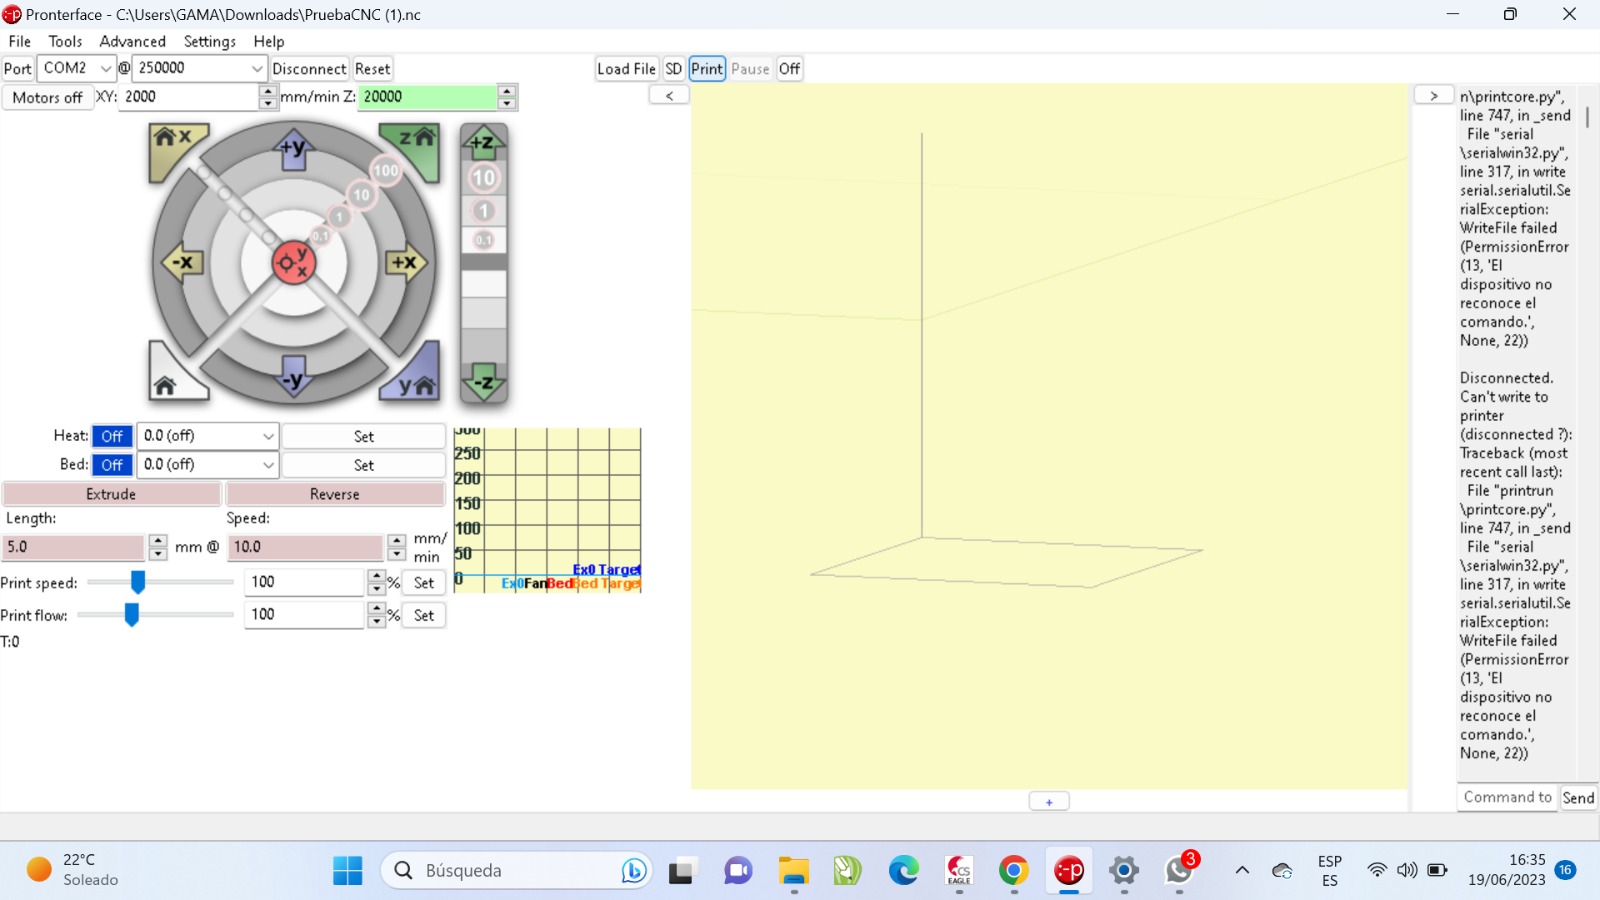 Pronterface - C:\Users\GAMA\Downloads\PruebaCNC (1).nc
File Tools Advanced Settings Help
Port COM2 @ 250000 Disconnect Reset Load File SD Print Pause Off
Motors off XY: 2000 mm/min Z: 20000
<
>
x
+y
z
+z
100
10
1
0.1
10
1
0.1
-x
y
x
+x
-y
y
-z
Heat: Off 0.0 (off) Set
Bed: Off 0.0 (off) Set
Extrude Reverse
Length: Speed:
5.0 mm @ 10.0 mm/
min
Print speed: 100 % Set
Print flow: 100 % Set
T:0
300
250
200
150
100
50
0
Ex0 Target
Ex0 Fan Bed Bed Target
+
n\printcore.py",
line 747, in _send
File "serial
\serialwin32.py",
line 317, in write
serial.serialutil.Se
rialException:
WriteFile failed
(PermissionError
(13, 'El
dispositivo no
reconoce el
comando.',
None, 22))
Disconnected.
Can't write to
printer
(disconnected ?):
Traceback (most
recent call last):
File "printrun
\printcore.py",
line 747, in _send
File "serial
\serialwin32.py",
line 317, in write
serial.serialutil.Se
rialException:
WriteFile failed
(PermissionError
(13, 'El
dispositivo no
reconoce el
comando.',
None, 22))
Command to Send
22°C
Soleado
Búsqueda
CS
EAGLE
3
ESP
ES
16:35
19/06/2023
16